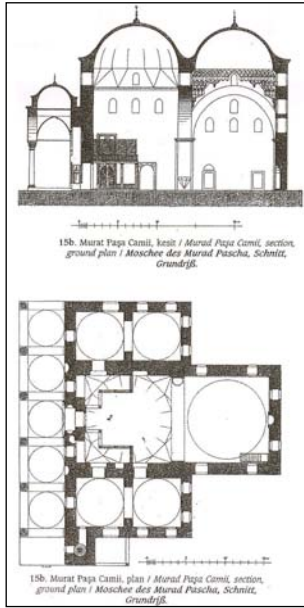 15b. Murat Paşa Camii, kesit / Murad Paşa Camii, section,
ground plan / Moschee des Murad Pascha, Schnitt,
Grundriß.
15b. Murat Paşa Camii, plan / Murad Paşa Camii, section,
ground plan / Moschee des Murad Pascha, Schnitt,
Grundriß.